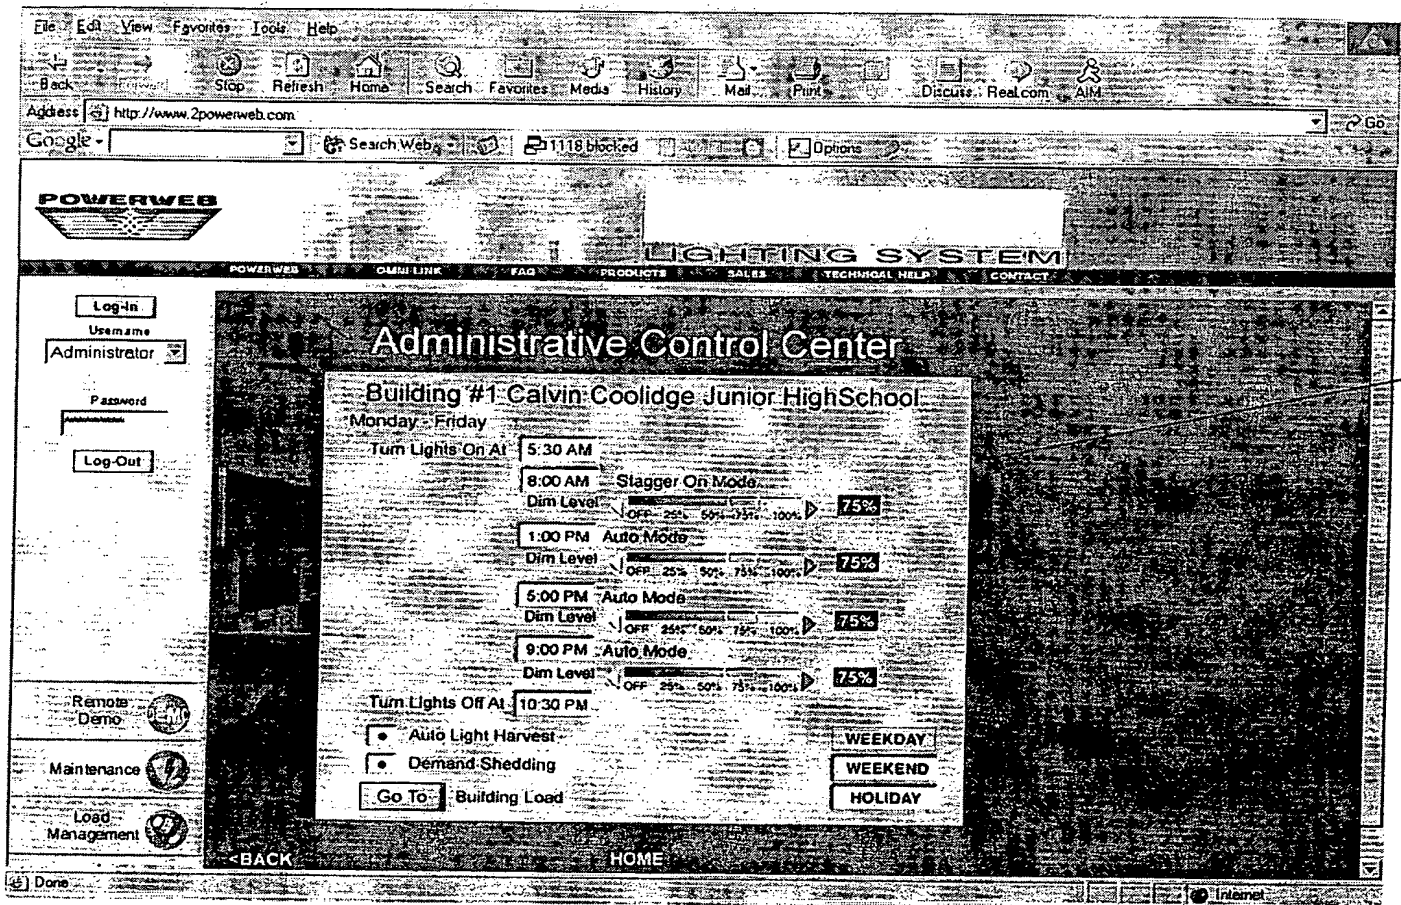 File Edit View Favorites Tools Help
Back Forward Stop Refresh Home Search Favorites Media History Mail Print Edit Discuss Real.com AIM
Address http://www.2powerweb.com Go
Google Search Web 1118 blocked Options
POWERWEB
LIGHTING SYSTEM
POWERWEB OMNI-LINK FAQ PRODUCTS SALES TECHNICAL HELP CONTACT
Log-In
Username
Administrator
Password
Log-Out
Remote
Demo
Maintenance
Load
Management
Administrative Control Center
Building #1 Calvin Coolidge Junior HighSchool
Monday - Friday
Turn Lights On At 5:30 AM
8:00 AM Stagger On Mode
Dim Level OFF 25% 50% 75% 100% 75%
1:00 PM Auto Mode
Dim Level OFF 25% 50% 75% 100% 75%
5:00 PM Auto Mode
Dim Level OFF 25% 50% 75% 100% 75%
9:00 PM Auto Mode
Dim Level OFF 25% 50% 75% 100% 75%
Turn Lights Off At 10:30 PM
Auto Light Harvest
Demand Shedding
Go To Building Load
WEEKDAY
WEEKEND
HOLIDAY
<BACK HOME
Done Internet